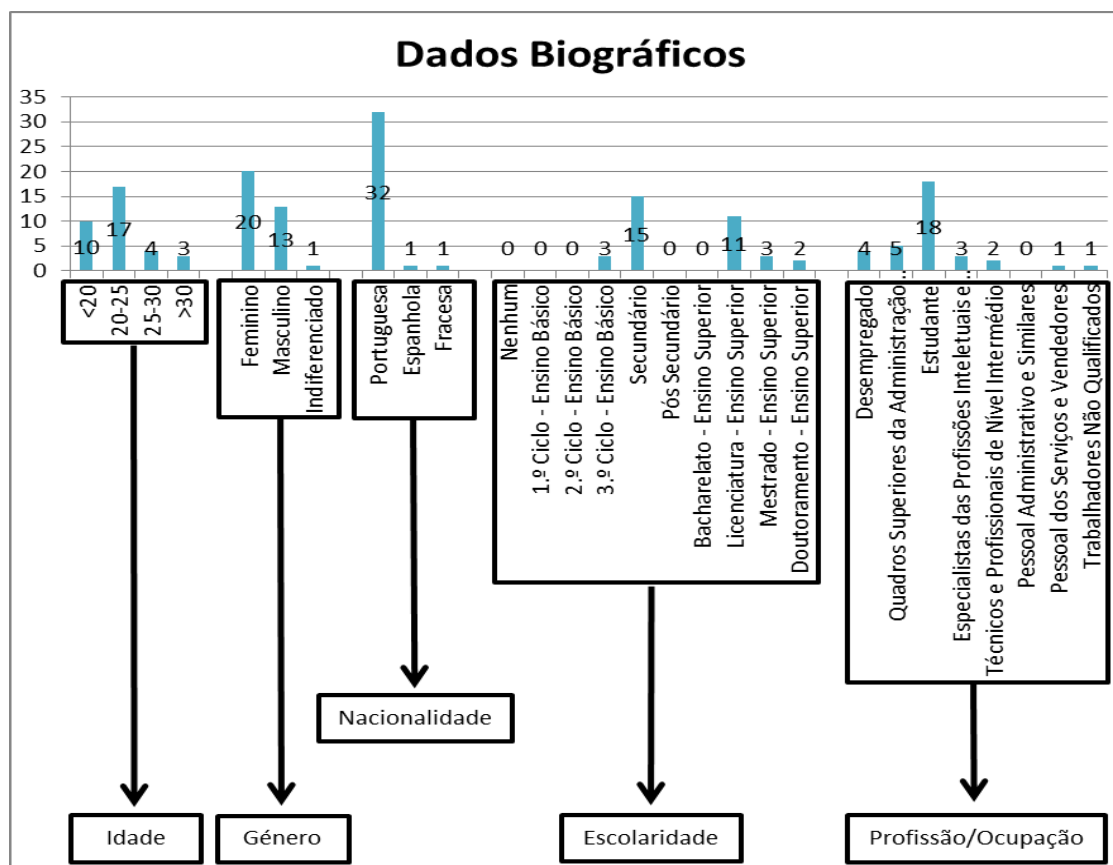 Dados Biográficos
35
30
25
20
15
10
5
0
10
17
4
3
20
13
1
32
1
1
0
0
0
3
15
0
0
11
3
2
4
5
18
3
2
0
1
1
<20
20-25
25-30
>30
Feminino
Masculino
Indiferenciado
Portuguesa
Espanhola
Fracesa
Nenhum
1.º Ciclo - Ensino Básico
2.º Ciclo - Ensino Básico
3.º Ciclo - Ensino Básico
Secundário
Pós Secundário
Bacharelato - Ensino Superior
Licenciatura - Ensino Superior
Mestrado - Ensino Superior
Doutoramento - Ensino Superior
Desempregado
Quadros Superiores da Administração…
Estudante
Especialistas das Profissões Inteletuais e…
Técnicos e Profissionais de Nível Intermédio
Pessoal Administrativo e Similares
Pessoal dos Serviços e Vendedores
Trabalhadores Não Qualificados
Nacionalidade
Idade
Género
Escolaridade
Profissão/Ocupação